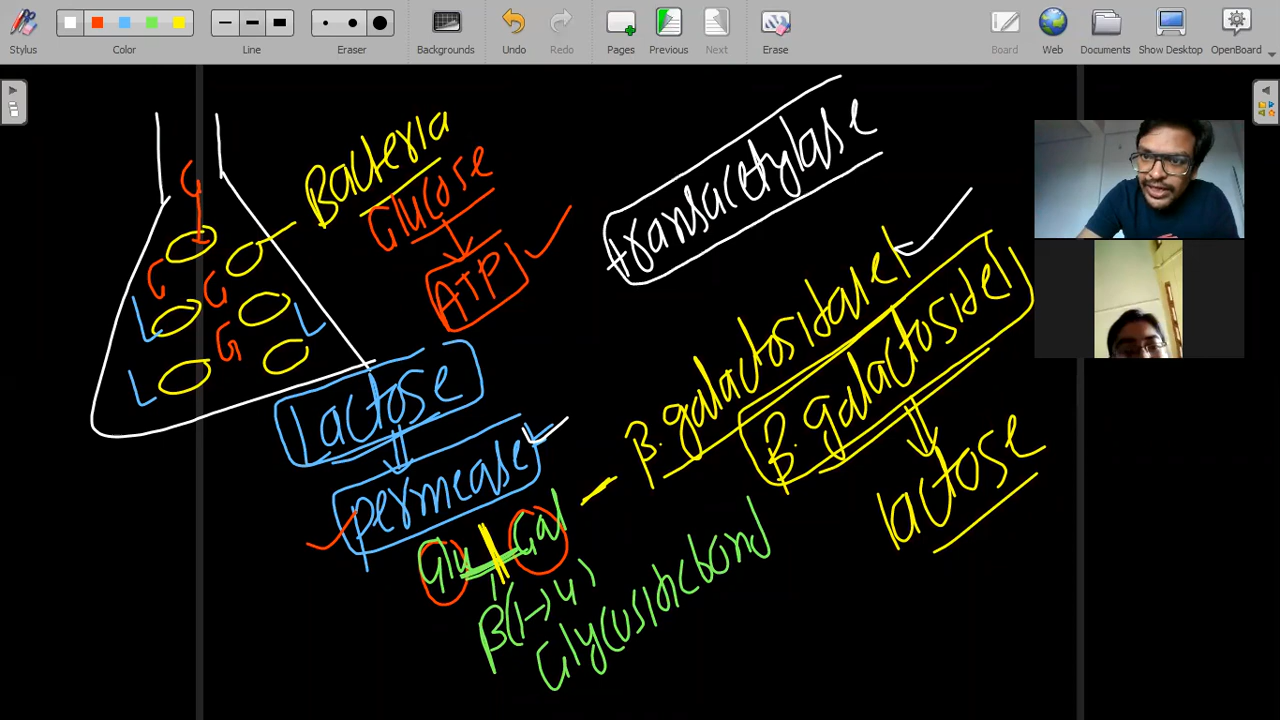 Stylus
Color
Line
Eraser
Backgrounds
Undo
Redo
Pages
Previous
Next
Erase
Board
Web
Documents
Show Desktop
OpenBoard
G
G
G
G
L
L
L
Bacteria
Glucose
ATP
transacetylase
Lactose
permease
β.galactosidase
β.galactosides
lactose
Glu Gal
β(1→4)
Glycosidic bond